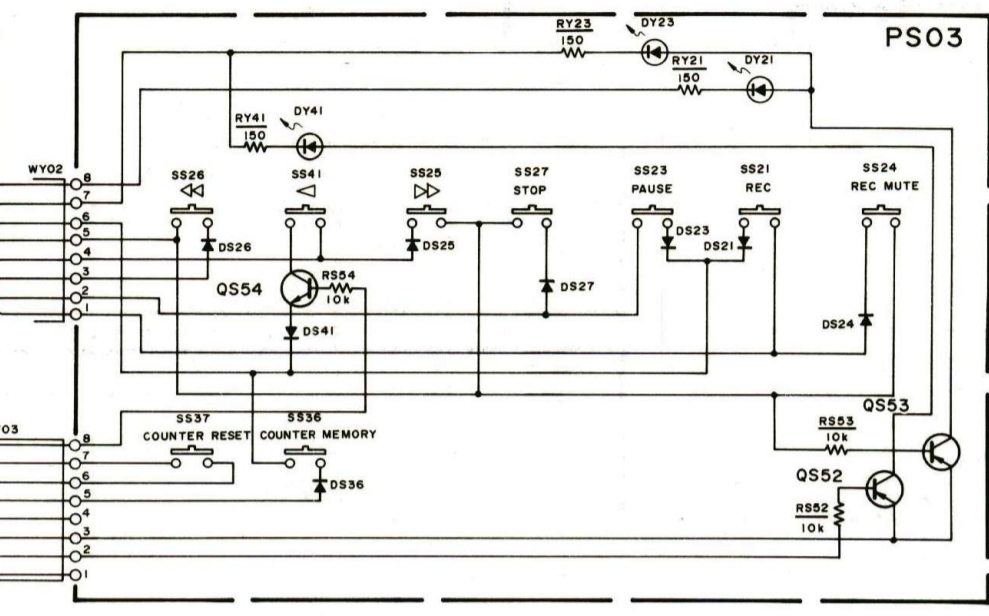 PS03
RY23
150
DY23
RY21
150
DY21
RY41
150
DY41
WY02
8
7
6
5
4
3
2
1
SS26
SS41
SS25
SS27
STOP
SS23
PAUSE
SS21
REC
SS24
REC MUTE
DS26
DS25
DS23
DS21
QS54
RS54
10k
DS27
DS41
DS24
SS37
COUNTER RESET
SS36
COUNTER MEMORY
DS36
QS53
RS53
10k
QS52
RS52
10k
03
8
7
6
5
4
3
2
1